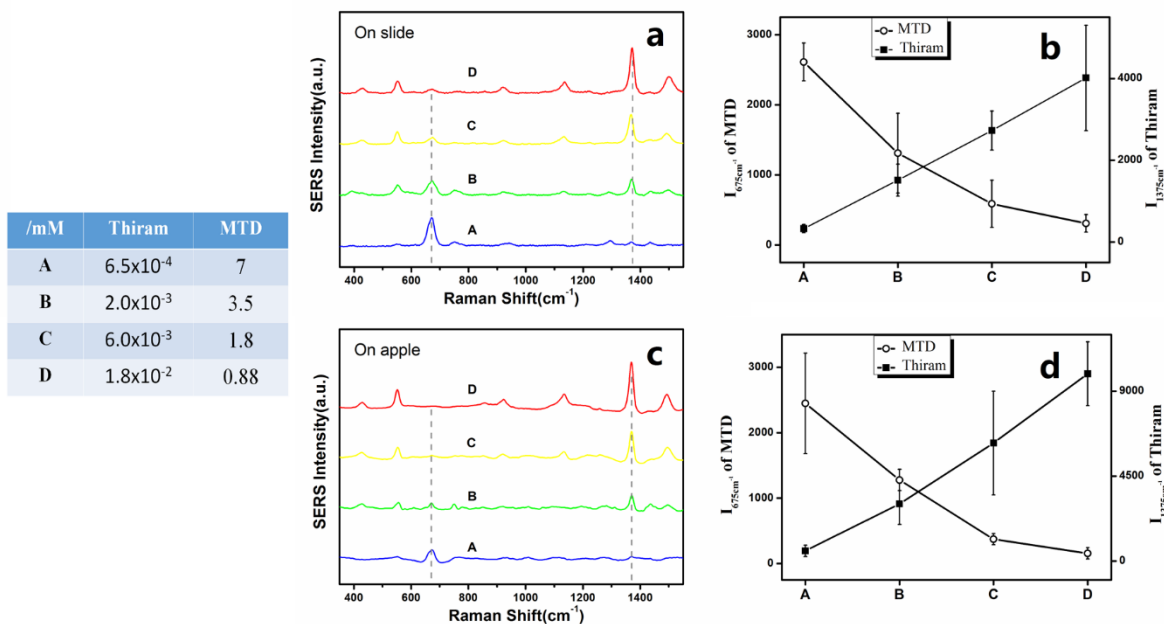 /mM Thiram MTD
A 6.5x10⁻⁴ 7
B 2.0x10⁻³ 3.5
C 6.0x10⁻³ 1.8
D 1.8x10⁻² 0.88
On slide
a
D
C
B
A
SERS Intensity(a.u.)
400 600 800 1000 1200 1400
Raman Shift(cm⁻¹)
b
MTD
Thiram
I675cm⁻¹ of MTD
3000
2000
1000
0
I1375cm⁻¹ of Thiram
4000
2000
0
A B C D
On apple
c
D
C
B
A
SERS Intensity(a.u.)
400 600 800 1000 1200 1400
Raman Shift(cm⁻¹)
d
MTD
Thiram
I675cm⁻¹ of MTD
3000
2000
1000
0
I1375cm⁻¹ of Thiram
9000
4500
0
A B C D